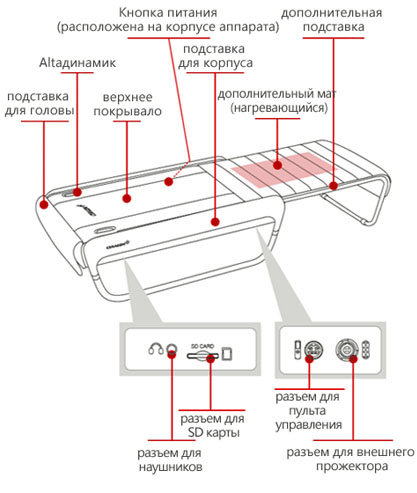 Кнопка питания
(расположена на корпусе аппарата)
дополнительная
подставка
Altaдинамик
подставка
для корпуса
подставка
для головы
верхнее
покрывало
дополнительный мат
(нагревающийся)
SD CARD
разъем для
пульта
управления
разъем для
SD карты
разъем для
наушников
разъем для внешнего
прожектора